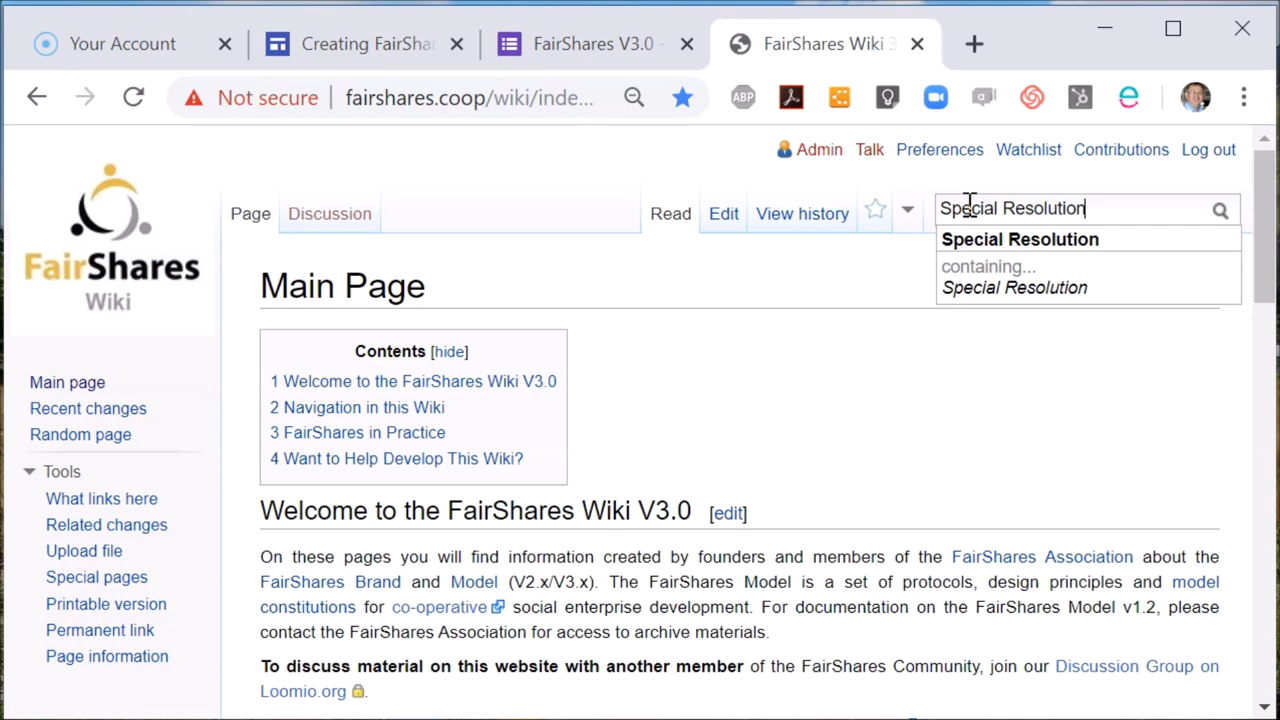 Your Account
Creating FairSha
FairShares V3.0 -
FairShares Wiki 3
Not secure
fairshares.coop/wiki/inde...
ABP
a
Admin Talk Preferences Watchlist Contributions Log out
Page Discussion Read Edit View history
Special Resolution
Special Resolution
containing...
Special Resolution
FairShares
Wiki
Main page
Recent changes
Random page
Tools
What links here
Related changes
Upload file
Special pages
Printable version
Permanent link
Page information
Main Page
Contents [hide]
1 Welcome to the FairShares Wiki V3.0
2 Navigation in this Wiki
3 FairShares in Practice
4 Want to Help Develop This Wiki?
Welcome to the FairShares Wiki V3.0 [edit]
On these pages you will find information created by founders and members of the FairShares Association about the
FairShares Brand and Model (V2.x/V3.x). The FairShares Model is a set of protocols, design principles and model
constitutions for co-operative social enterprise development. For documentation on the FairShares Model v1.2, please
contact the FairShares Association for access to archive materials.
To discuss material on this website with another member of the FairShares Community, join our Discussion Group on
Loomio.org.